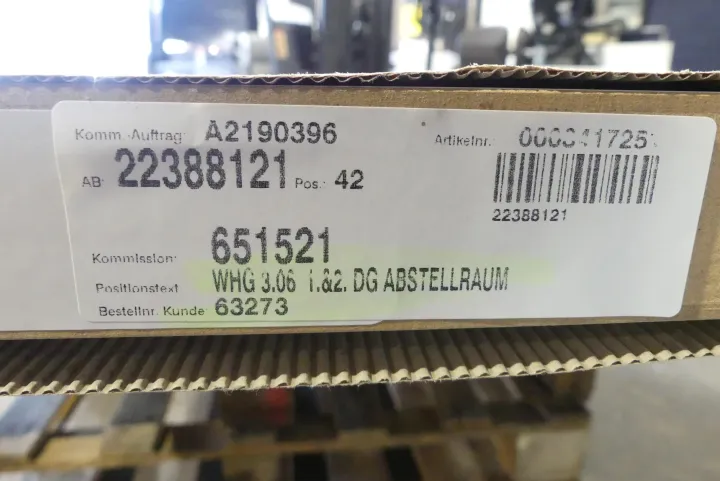 Komm.-Auftrag: A2190396
Artikelnr.:
AB: 22388121 Pos.: 42
22388121
Kommission: 651521
Positionstext WHG 3.06 1.&2. DG ABSTELLRAUM
Bestellnr. Kunde: 63273